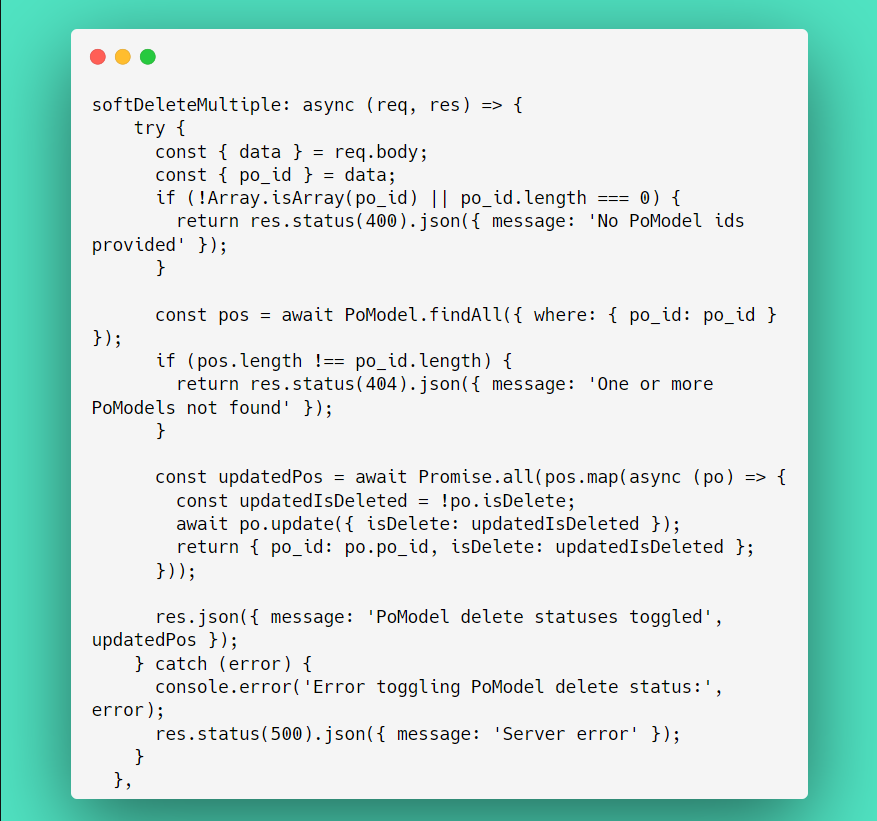 softDeleteMultiple: async (req, res) => {
    try {
      const { data } = req.body;
      const { po_id } = data;
      if (!Array.isArray(po_id) || po_id.length === 0) {
        return res.status(400).json({ message: 'No PoModel ids
provided' });
      }

      const pos = await PoModel.findAll({ where: { po_id: po_id }
});
      if (pos.length !== po_id.length) {
        return res.status(404).json({ message: 'One or more
PoModels not found' });
      }

      const updatedPos = await Promise.all(pos.map(async (po) => {
        const updatedIsDeleted = !po.isDelete;
        await po.update({ isDelete: updatedIsDeleted });
        return { po_id: po.po_id, isDelete: updatedIsDeleted };
      }));

      res.json({ message: 'PoModel delete statuses toggled',
updatedPos });
    } catch (error) {
      console.error('Error toggling PoModel delete status:',
error);
      res.status(500).json({ message: 'Server error' });
    }
  },